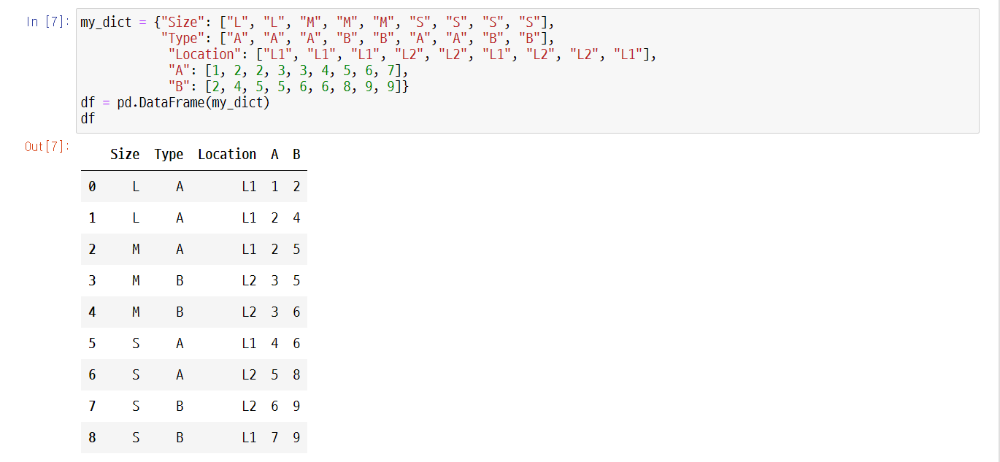 In [7]: my_dict = {"Size": ["L", "L", "M", "M", "M", "S", "S", "S", "S"],
"Type": ["A", "A", "A", "B", "B", "A", "A", "B", "B"],
"Location": ["L1", "L1", "L1", "L2", "L2", "L1", "L2", "L2", "L1"],
"A": [1, 2, 2, 3, 3, 4, 5, 6, 7],
"B": [2, 4, 5, 5, 6, 6, 8, 9, 9]}
df = pd.DataFrame(my_dict)
df
Out[7]:
Size Type Location A B
0 L A L1 1 2
1 L A L1 2 4
2 M A L1 2 5
3 M B L2 3 5
4 M B L2 3 6
5 S A L1 4 6
6 S A L2 5 8
7 S B L2 6 9
8 S B L1 7 9